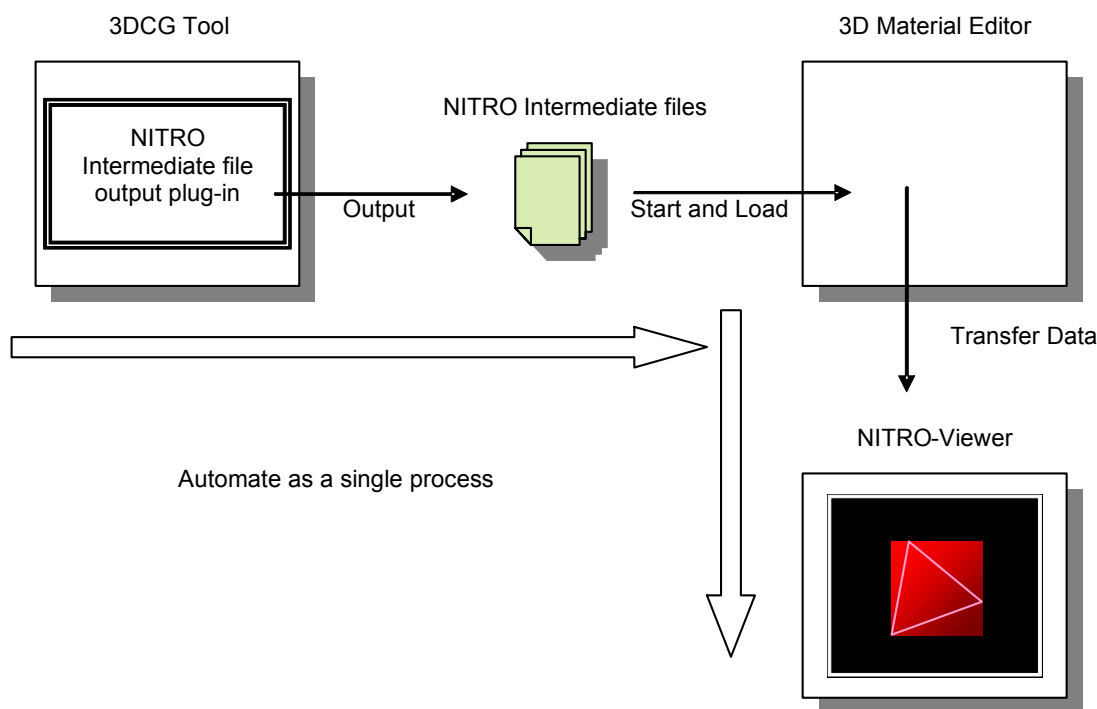 3DCG Tool
3D Material Editor
NITRO Intermediate files
NITRO
Intermediate file
output plug-in
Output
Start and Load
Transfer Data
NITRO-Viewer
Automate as a single process